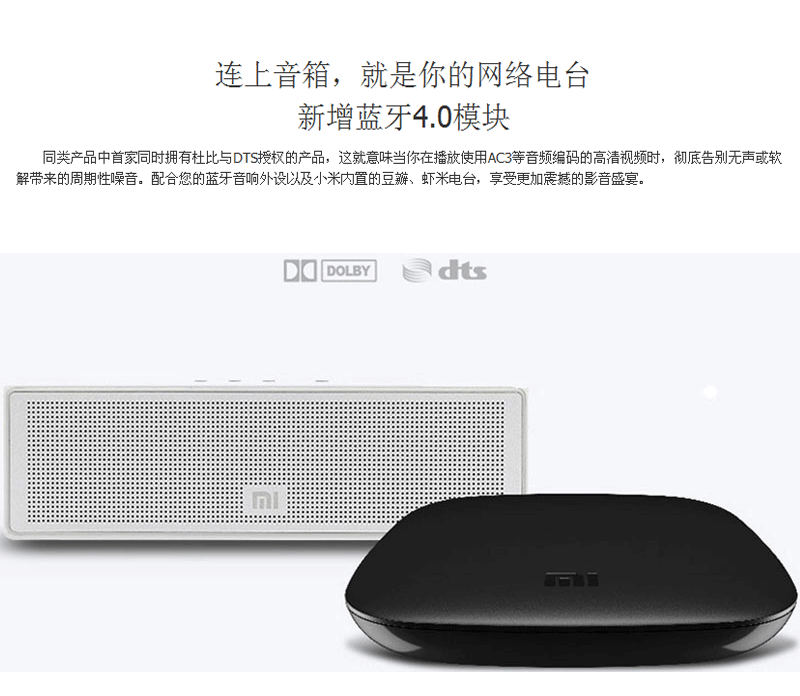 连上音箱，就是你的网络电台
新增蓝牙4.0模块
同类产品中首家同时拥有杜比与DTS授权的产品，这就意味当你在播放使用AC3等音频编码的高清视频时，彻底告别无声或软
解带来的周期性噪音。配合您的蓝牙音响外设以及小米内置的豆瓣、虾米电台，享受更加震撼的影音盛宴。
DOLBY dts
mi
mi